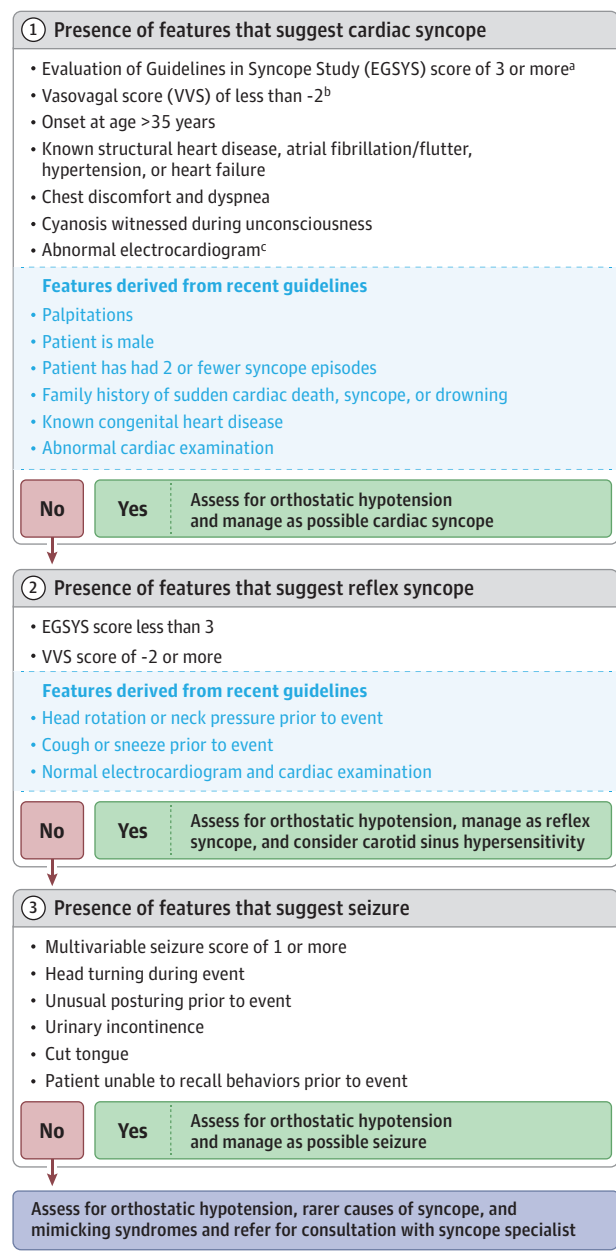 1 Presence of features that suggest cardiac syncope
• Evaluation of Guidelines in Syncope Study (EGSYS) score of 3 or moreᵃ
• Vasovagal score (VVS) of less than -2ᵇ
• Onset at age >35 years
• Known structural heart disease, atrial fibrillation/flutter,
hypertension, or heart failure
• Chest discomfort and dyspnea
• Cyanosis witnessed during unconsciousness
• Abnormal electrocardiogramᶜ
Features derived from recent guidelines
• Palpitations
• Patient is male
• Patient has had 2 or fewer syncope episodes
• Family history of sudden cardiac death, syncope, or drowning
• Known congenital heart disease
• Abnormal cardiac examination
No
Yes
Assess for orthostatic hypotension
and manage as possible cardiac syncope
2 Presence of features that suggest reflex syncope
• EGSYS score less than 3
• VVS score of -2 or more
Features derived from recent guidelines
• Head rotation or neck pressure prior to event
• Cough or sneeze prior to event
• Normal electrocardiogram and cardiac examination
No
Yes
Assess for orthostatic hypotension, manage as reflex
syncope, and consider carotid sinus hypersensitivity
3 Presence of features that suggest seizure
• Multivariable seizure score of 1 or more
• Head turning during event
• Unusual posturing prior to event
• Urinary incontinence
• Cut tongue
• Patient unable to recall behaviors prior to event
No
Yes
Assess for orthostatic hypotension
and manage as possible seizure
Assess for orthostatic hypotension, rarer causes of syncope, and
mimicking syndromes and refer for consultation with syncope specialist